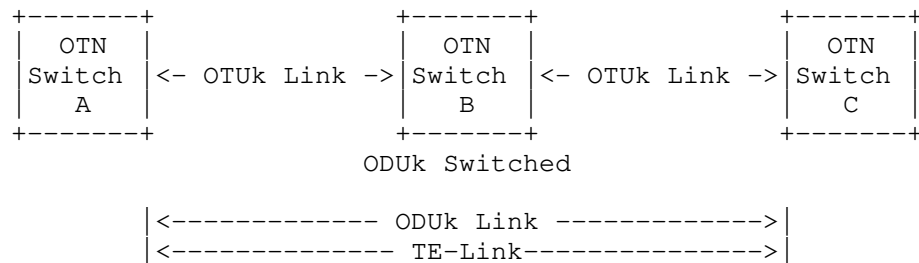 +-------+                  +-------+                  +-------+
|  OTN  |                  |  OTN  |                  |  OTN  |
|Switch |<- OTUk Link ->|Switch |<- OTUk Link ->|Switch |
|   A   |                  |   B   |                  |   C   |
+-------+                  +-------+                  +-------+
ODUk Switched
|<------------- ODUk Link ------------->|
|<-------------- TE-Link--------------->|